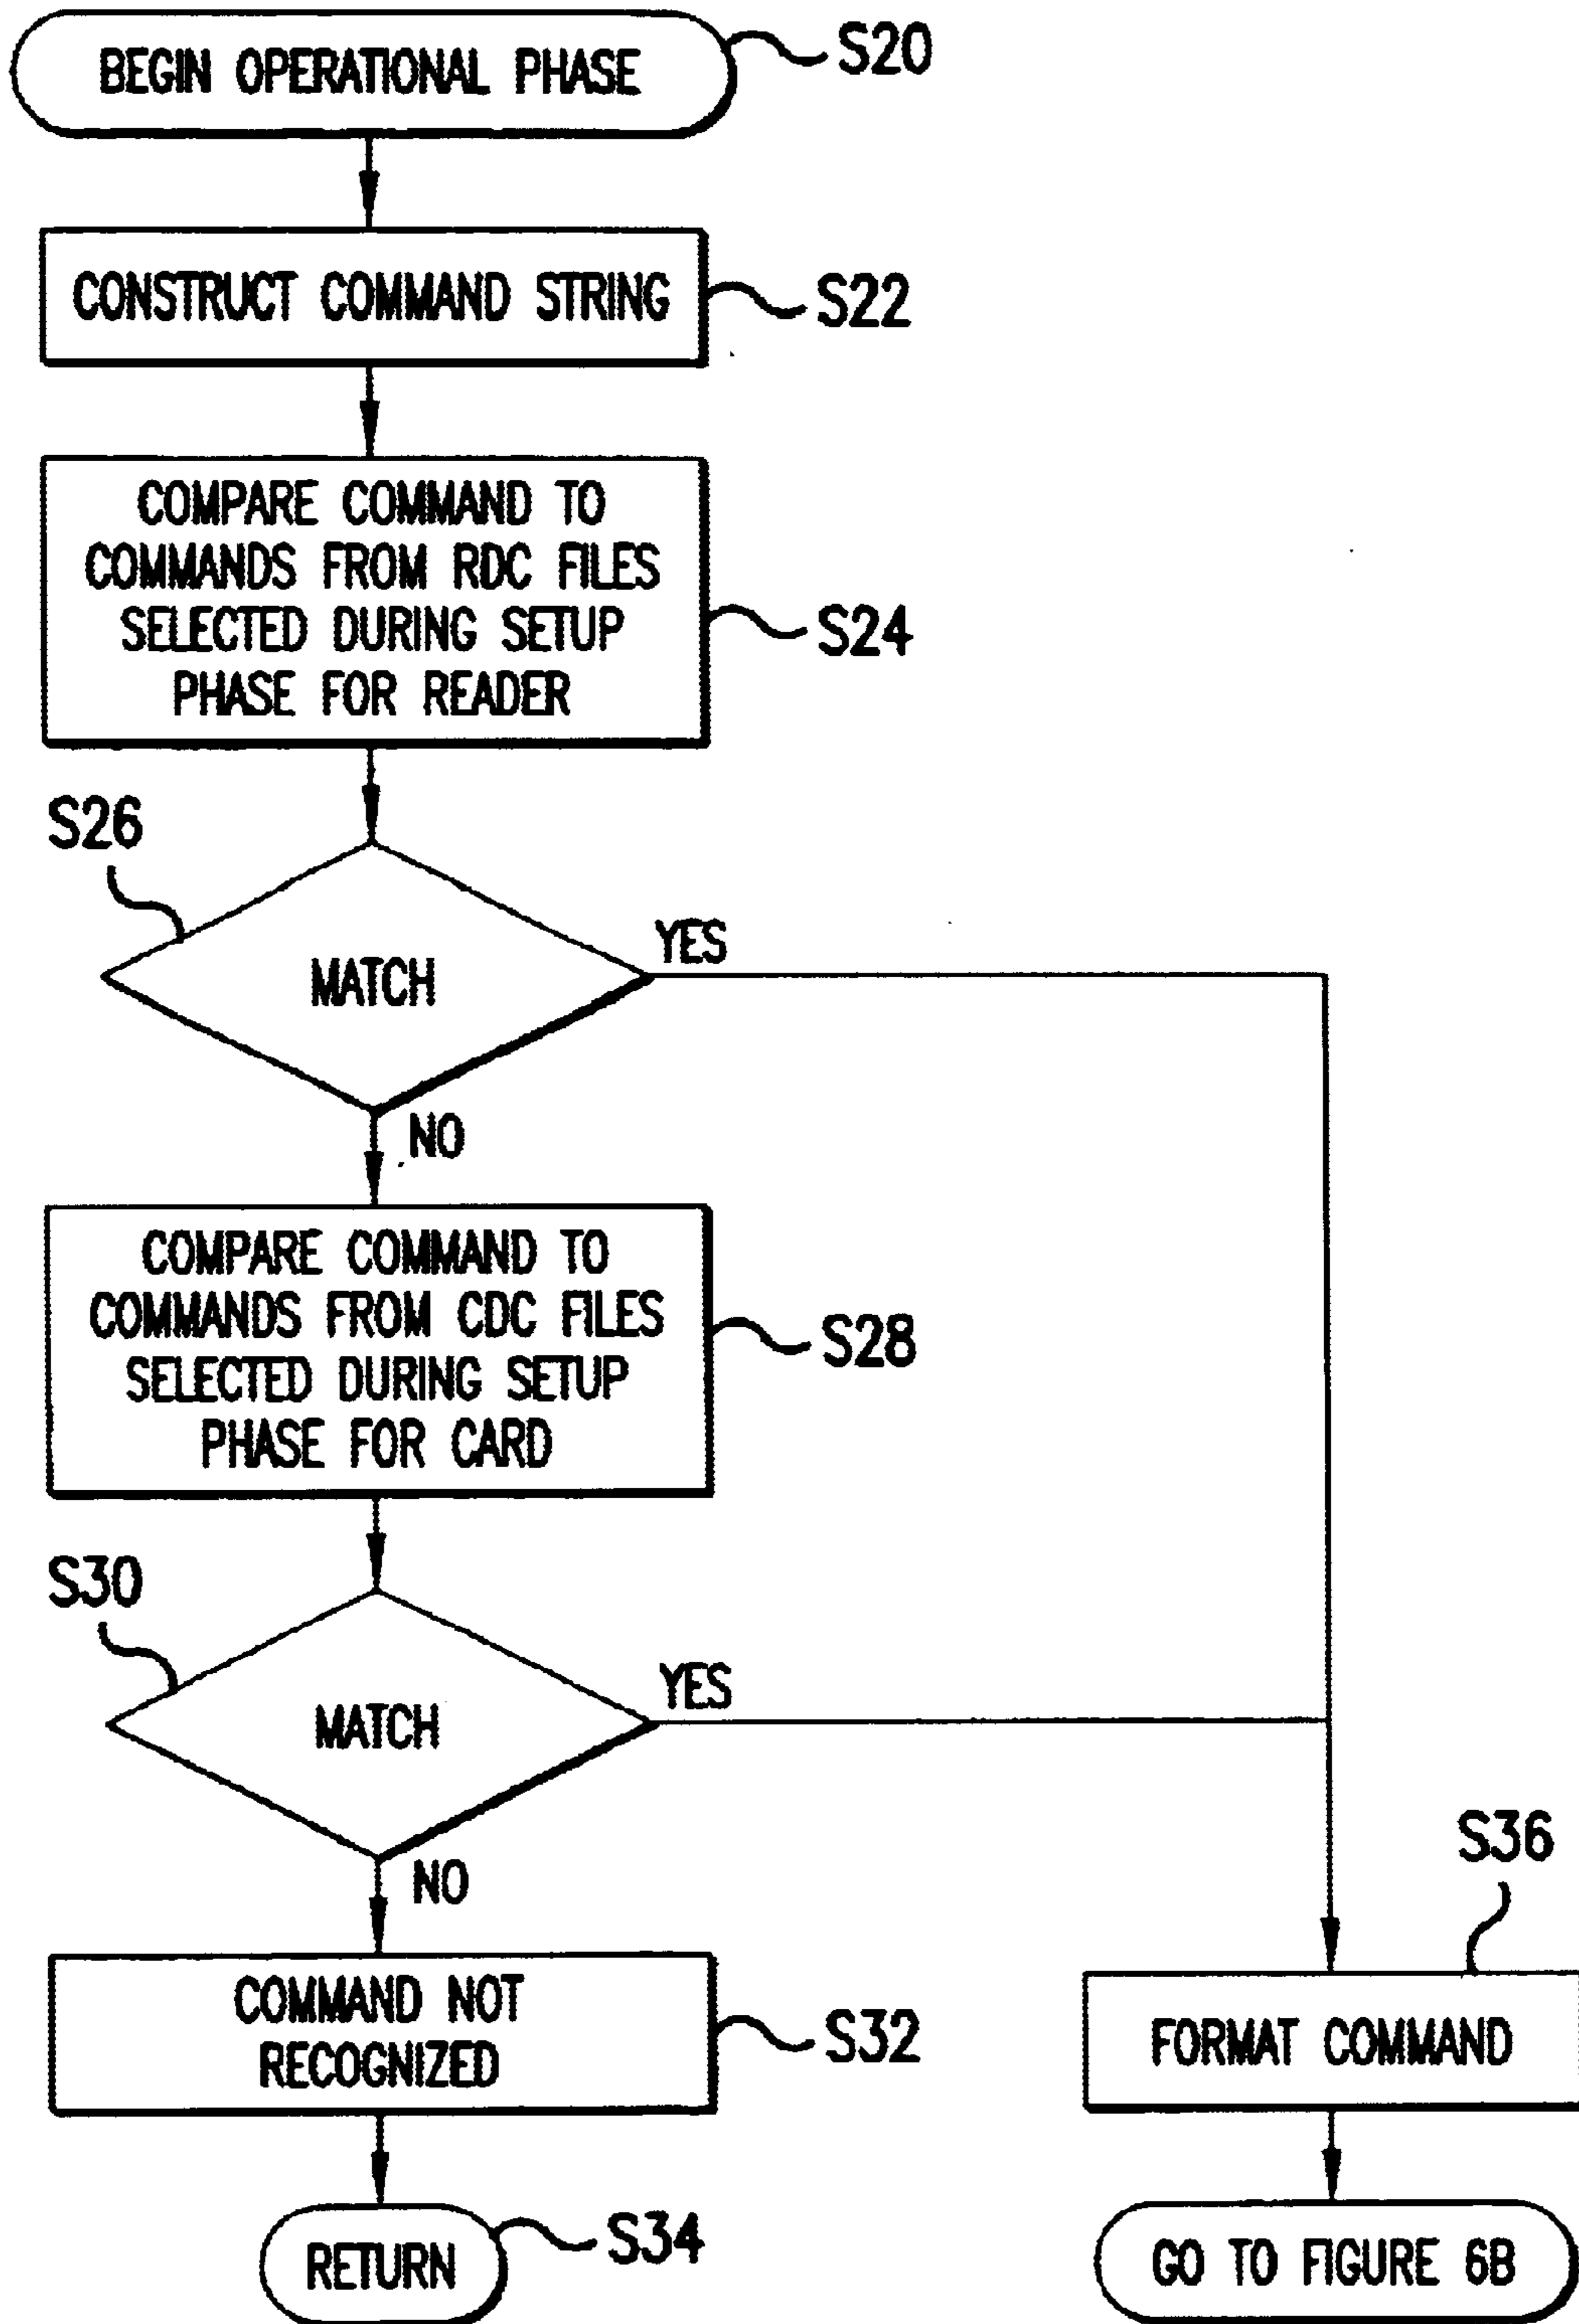 BEGIN OPERATIONAL PHASE
S20
CONSTRUCT COMMAND STRING
S22
COMPARE COMMAND TO
COMMANDS FROM RDC FILES
SELECTED DURING SETUP
PHASE FOR READER
S24
S26
MATCH
YES
NO
COMPARE COMMAND TO
COMMANDS FROM CDC FILES
SELECTED DURING SETUP
PHASE FOR CARD
S28
S30
MATCH
YES
NO
COMMAND NOT
RECOGNIZED
S32
RETURN
S34
S36
FORMAT COMMAND
GO TO FIGURE 6B